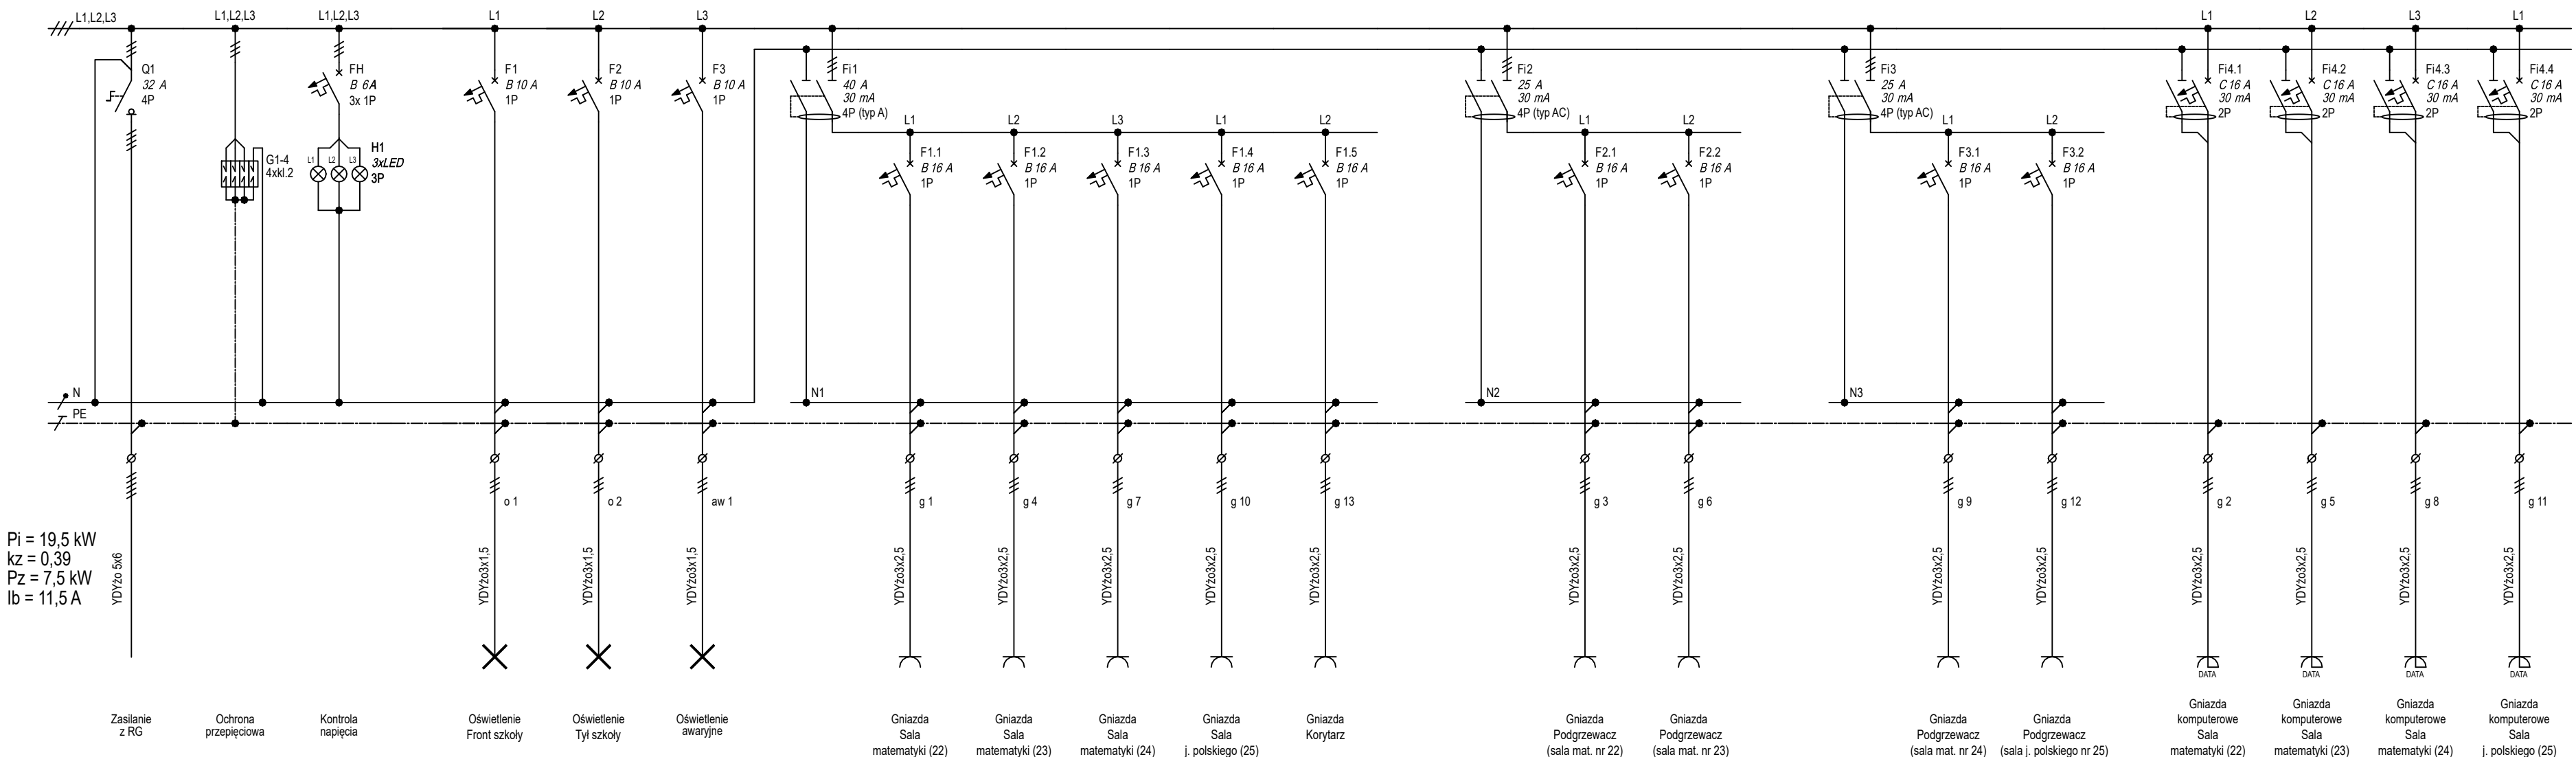 L1,L2,L3
L1,L2,L3
L1,L2,L3
L1
L2
L3
L1
L2
L3
L1
Q1
32 A
4P
FH
B 6A
3x 1P
F1
B 10 A
1P
F2
B 10 A
1P
F3
B 10 A
1P
Fi1
40 A
30 mA
4P (typ A)
Fi2
25 A
30 mA
4P (typ AC)
Fi3
25 A
30 mA
4P (typ AC)
Fi4.1
C 16 A
30 mA
2P
Fi4.2
C 16 A
30 mA
2P
Fi4.3
C 16 A
30 mA
2P
Fi4.4
C 16 A
30 mA
2P
G1-4
4xkl.2
L1
L2
L3
H1
3xLED
3P
L1
L2
L3
L1
L2
L1
L2
L1
L2
F1.1
B 16 A
1P
F1.2
B 16 A
1P
F1.3
B 16 A
1P
F1.4
B 16 A
1P
F1.5
B 16 A
1P
F2.1
B 16 A
1P
F2.2
B 16 A
1P
F3.1
B 16 A
1P
F3.2
B 16 A
1P
N
PE
N1
N2
N3
o 1
o 2
aw 1
g 1
g 4
g 7
g 10
g 13
g 3
g 6
g 9
g 12
g 2
g 5
g 8
g 11
Pi = 19,5 kW
kz = 0,39
Pz = 7,5 kW
Ib = 11,5 A
YDYżo 5x6
YDYżo3x1,5
YDYżo3x1,5
YDYżo3x1,5
YDYżo3x2,5
YDYżo3x2,5
YDYżo3x2,5
YDYżo3x2,5
YDYżo3x2,5
YDYżo3x2,5
YDYżo3x2,5
YDYżo3x2,5
YDYżo3x2,5
YDYżo3x2,5
YDYżo3x2,5
YDYżo3x2,5
YDYżo3x2,5
DATA
DATA
DATA
DATA
Zasilanie
z RG
Ochrona
przepięciowa
Kontrola
napięcia
Oświetlenie
Front szkoły
Oświetlenie
Tył szkoły
Oświetlenie
awaryjne
Gniazda
Sala
matematyki (22)
Gniazda
Sala
matematyki (23)
Gniazda
Sala
matematyki (24)
Gniazda
Sala
j. polskiego (25)
Gniazda
Korytarz
Gniazda
Podgrzewacz
(sala mat. nr 22)
Gniazda
Podgrzewacz
(sala mat. nr 23)
Gniazda
Podgrzewacz
(sala mat. nr 24)
Gniazda
Podgrzewacz
(sala j. polskiego nr 25)
Gniazda
komputerowe
Sala
matematyki (22)
Gniazda
komputerowe
Sala
matematyki (23)
Gniazda
komputerowe
Sala
matematyki (24)
Gniazda
komputerowe
Sala
j. polskiego (25)